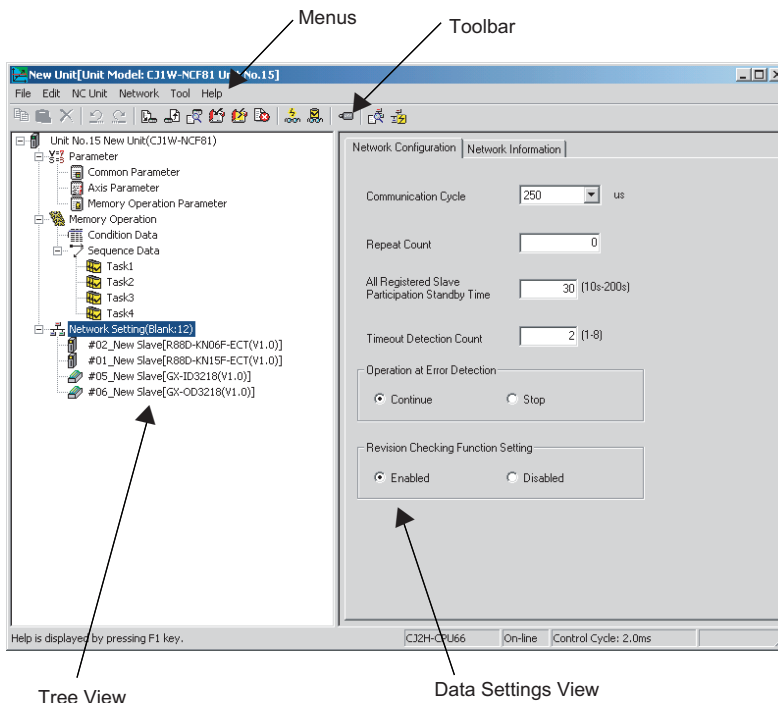 Menus
Toolbar
New Unit[Unit Model: CJ1W-NCF81 Unit No.15]
File Edit NC Unit Network Tool Help
Unit No.15 New Unit(CJ1W-NCF81)
Parameter
Common Parameter
Axis Parameter
Memory Operation Parameter
Memory Operation
Condition Data
Sequence Data
Task1
Task2
Task3
Task4
Network Setting(Blank:12)
#02_New Slave[R88D-KN06F-ECT(V1.0)]
#01_New Slave[R88D-KN15F-ECT(V1.0)]
#05_New Slave[GX-ID3218(V1.0)]
#06_New Slave[GX-OD3218(V1.0)]
Network Configuration Network Information
Communication Cycle 250 us
Repeat Count 0
All Registered Slave
Participation Standby Time 30 (10s-200s)
Timeout Detection Count 2 (1-8)
Operation at Error Detection
Continue Stop
Revision Checking Function Setting
Enabled Disabled
Help is displayed by pressing F1 key. CJ2H-CPU66 On-line Control Cycle: 2.0ms
Tree View
Data Settings View